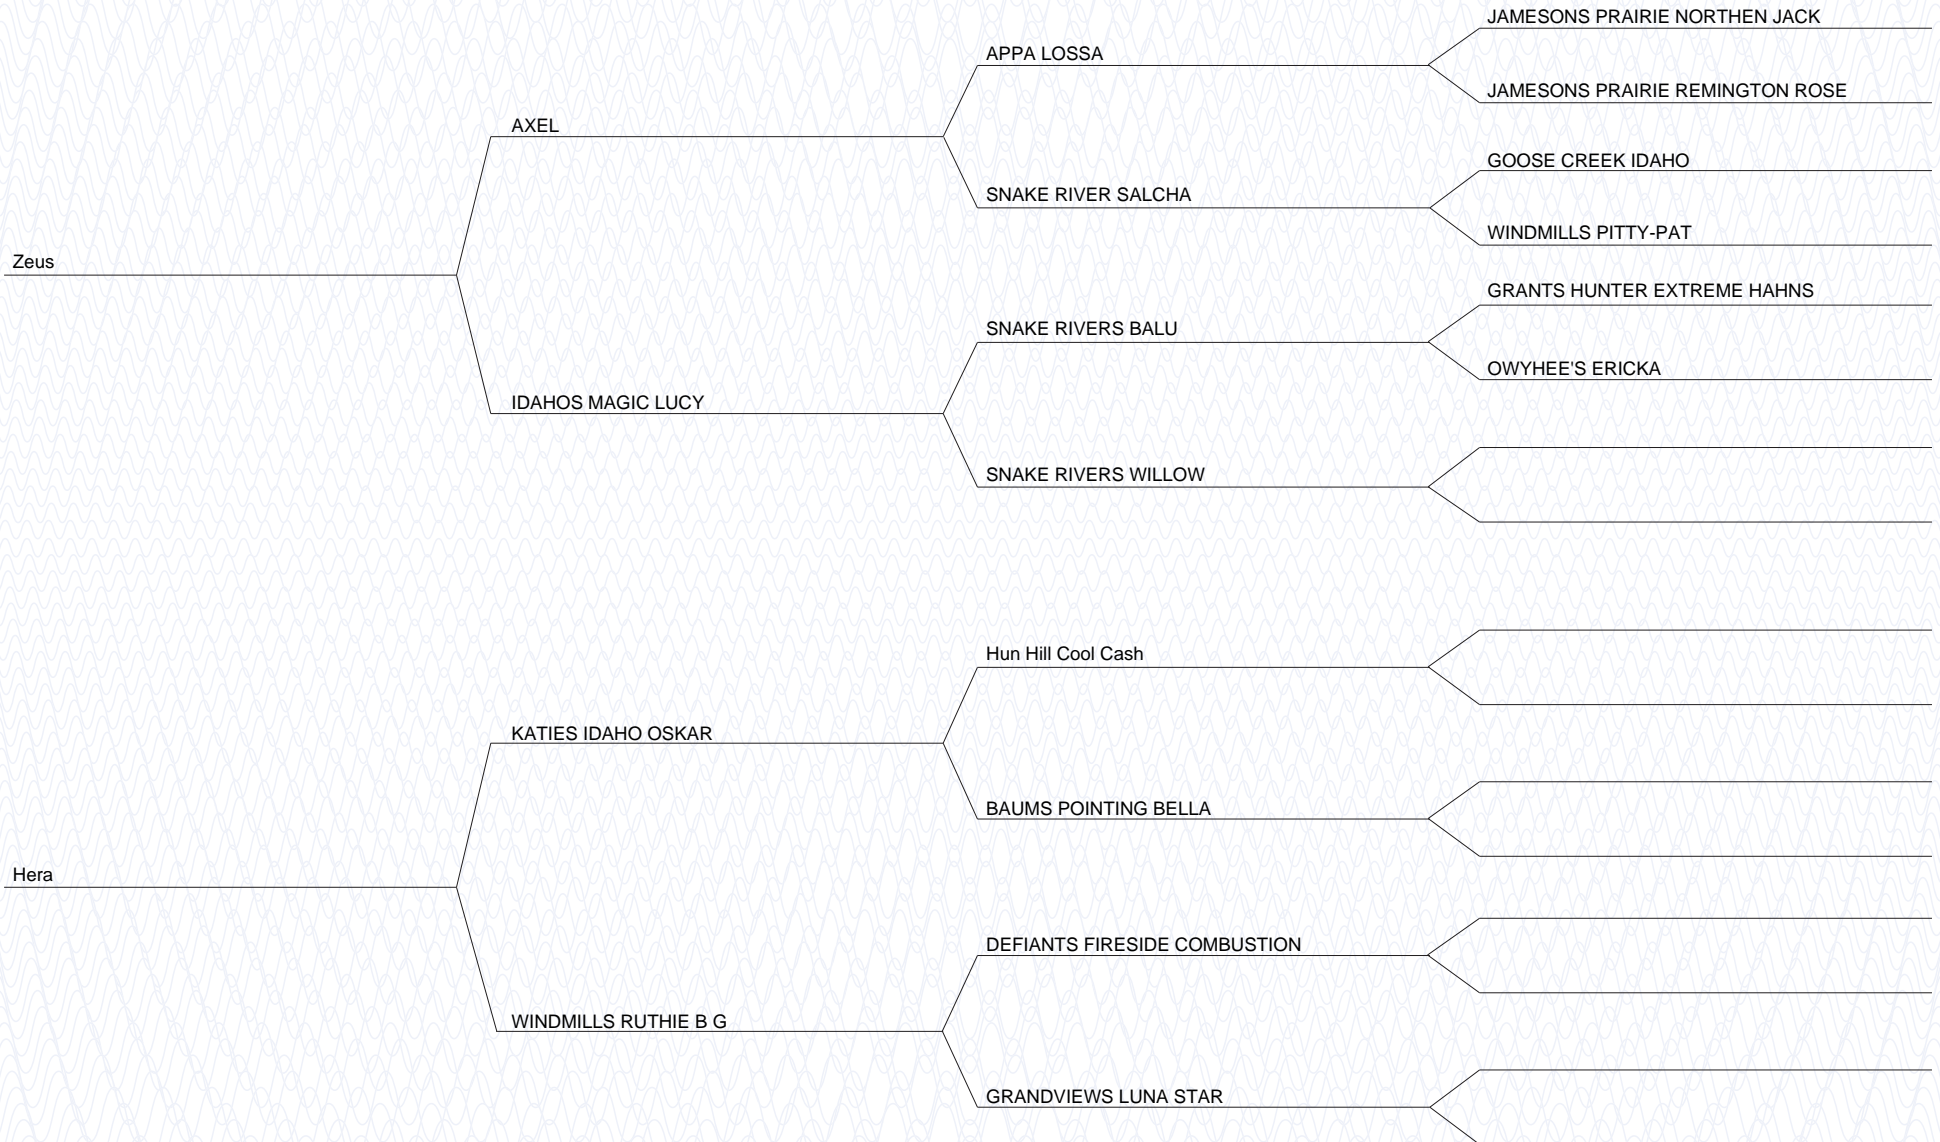 JAMESONS PRAIRIE NORTHEN JACK
APPA LOSSA
JAMESONS PRAIRIE REMINGTON ROSE
AXEL
GOOSE CREEK IDAHO
SNAKE RIVER SALCHA
WINDMILLS PITTY-PAT
Zeus
GRANTS HUNTER EXTREME HAHNS
SNAKE RIVERS BALU
OWYHEE'S ERICKA
IDAHOS MAGIC LUCY
SNAKE RIVERS WILLOW
Hun Hill Cool Cash
KATIES IDAHO OSKAR
BAUMS POINTING BELLA
Hera
DEFIANTS FIRESIDE COMBUSTION
WINDMILLS RUTHIE B G
GRANDVIEWS LUNA STAR